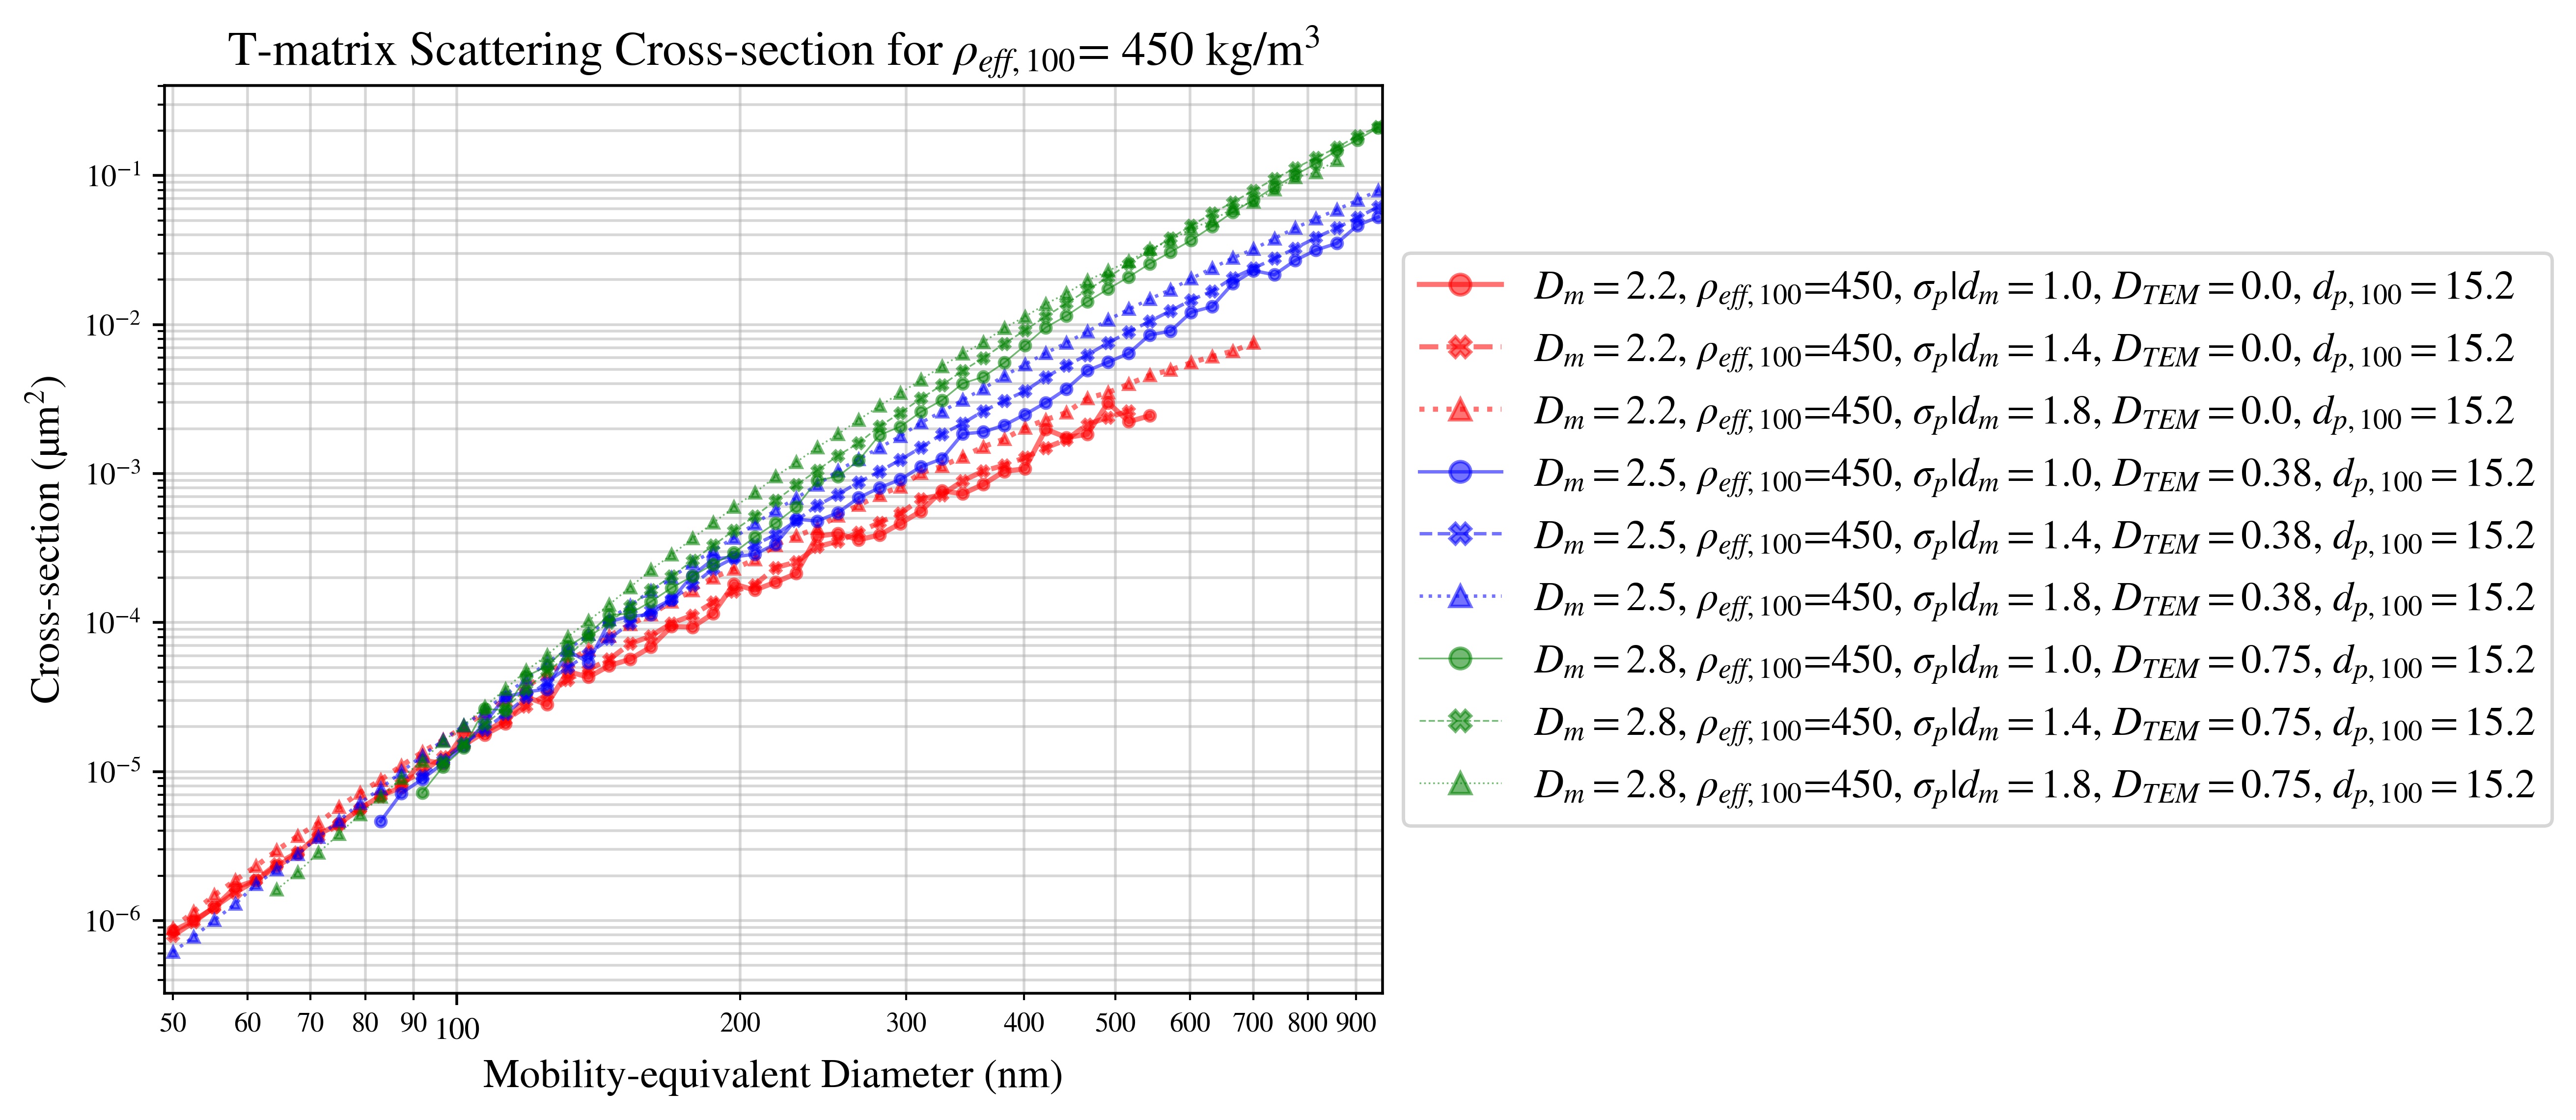 T-matrix Scattering Cross-section for ρeff,100= 450 kg/m³
Cross-section (µm²)
10⁻¹
10⁻²
10⁻³
10⁻⁴
10⁻⁵
10⁻⁶
50 60 70 80 90 100 200 300 400 500 600 700 800 900
Mobility-equivalent Diameter (nm)
Dm = 2.2, ρeff,100=450, σp|dm = 1.0, DTEM = 0.0, dp,100 = 15.2
Dm = 2.2, ρeff,100=450, σp|dm = 1.4, DTEM = 0.0, dp,100 = 15.2
Dm = 2.2, ρeff,100=450, σp|dm = 1.8, DTEM = 0.0, dp,100 = 15.2
Dm = 2.5, ρeff,100=450, σp|dm = 1.0, DTEM = 0.38, dp,100 = 15.2
Dm = 2.5, ρeff,100=450, σp|dm = 1.4, DTEM = 0.38, dp,100 = 15.2
Dm = 2.5, ρeff,100=450, σp|dm = 1.8, DTEM = 0.38, dp,100 = 15.2
Dm = 2.8, ρeff,100=450, σp|dm = 1.0, DTEM = 0.75, dp,100 = 15.2
Dm = 2.8, ρeff,100=450, σp|dm = 1.4, DTEM = 0.75, dp,100 = 15.2
Dm = 2.8, ρeff,100=450, σp|dm = 1.8, DTEM = 0.75, dp,100 = 15.2